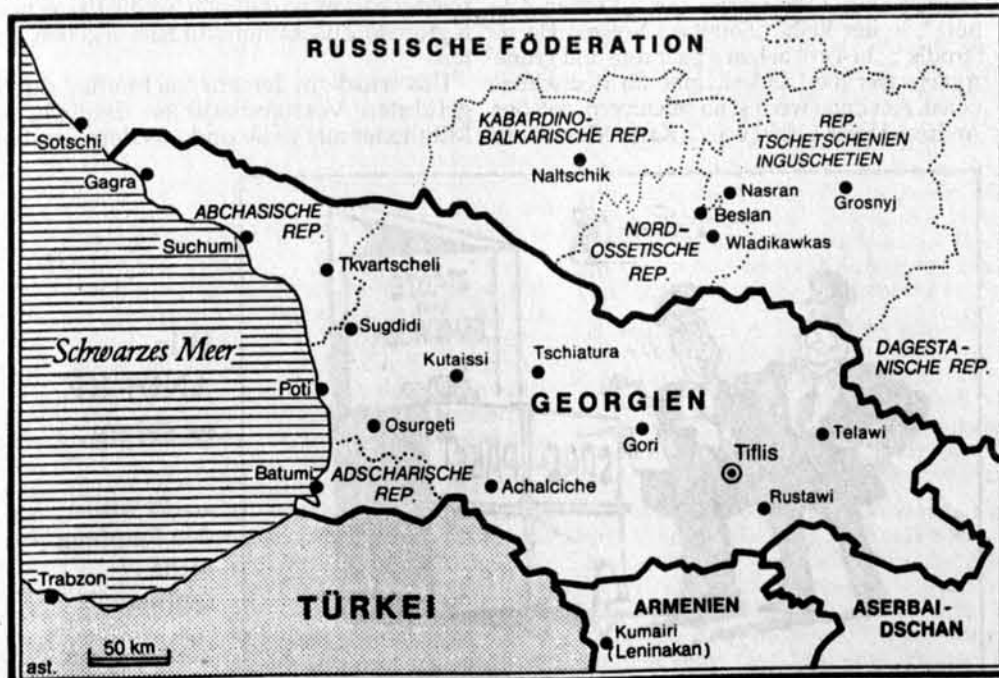 RUSSISCHE FÖDERATION
Sotschi
Gagra
KABARDINO-
BALKARISCHE REP.
Naltschik
REP.
TSCHETSCHENIEN
INGUSCHETIEN
Nasran
Grosnyj
Beslan
Wladikawkas
NORD-
OSSETISCHE
REP.
ABCHASISCHE
REP.
Suchumi
Tkvartscheli
Sugdidi
Schwarzes Meer
Kutaissi
Tschiatura
DAGESTA-
NISCHE REP.
Poti
GEORGIEN
Osurgeti
Gori
Tiflis
Telawi
Batumi
ADSCHARISCHE
REP.
Achalciche
Rustawi
Trabzon
TÜRKEI
ARMENIEN
ASERBAI-
DSCHAN
Kumairi
(Leninakan)
50 km
ast.